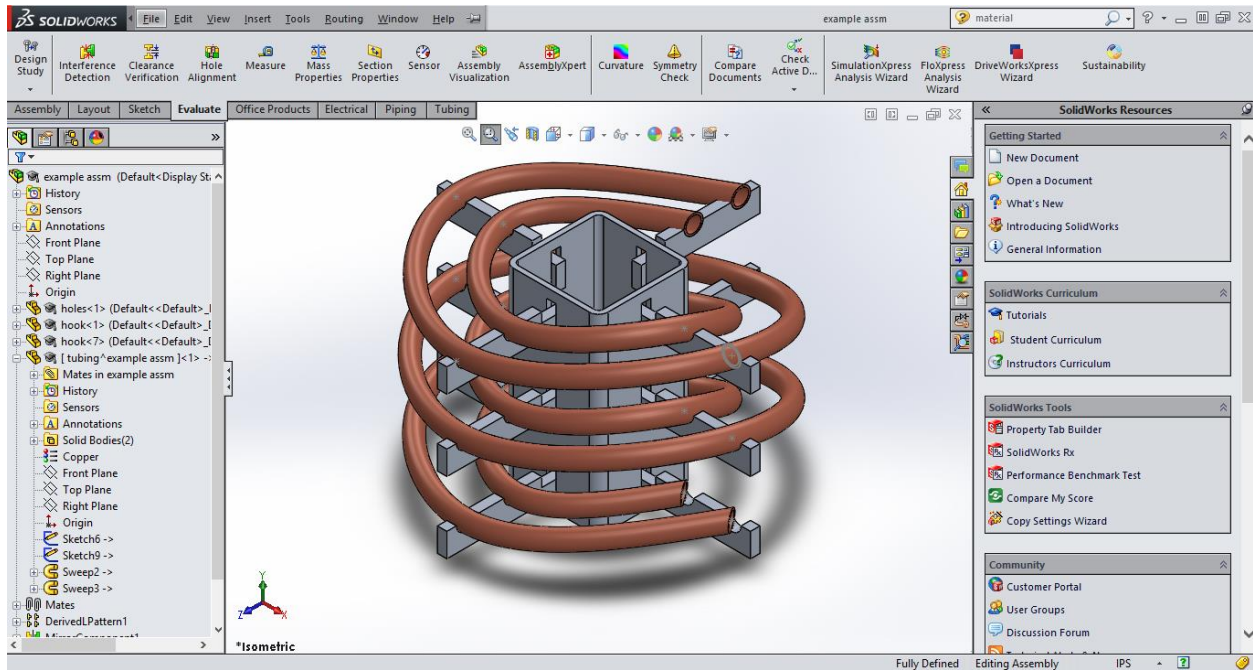 SOLIDWORKS File Edit View Insert Tools Routing Window Help example assm material
Design Study Interference Detection Clearance Verification Hole Alignment Measure Mass Properties Section Properties Sensor Assembly Visualization AssemblyXpert Curvature Symmetry Check Compare Documents Check Active D... SimulationXpress Analysis Wizard FloXpress Analysis Wizard DriveWorksXpress Wizard Sustainability
Assembly Layout Sketch Evaluate Office Products Electrical Piping Tubing
example assm (Default<Display Sta
History
Sensors
Annotations
Front Plane
Top Plane
Right Plane
Origin
holes<1> (Default<<Default>_
hook<1> (Default<<Default>_
hook<7> (Default<<Default>_
[ tubing^example assm ]<1> ->
Mates in example assm
History
Sensors
Annotations
Solid Bodies(2)
Copper
Front Plane
Top Plane
Right Plane
Origin
Sketch6 ->
Sketch9 ->
Sweep2 ->
Sweep3 ->
Mates
DerivedLPattern1
Y
Z X
*Isometric
SolidWorks Resources
Getting Started
New Document
Open a Document
What's New
Introducing SolidWorks
General Information
SolidWorks Curriculum
Tutorials
Student Curriculum
Instructors Curriculum
SolidWorks Tools
Property Tab Builder
SolidWorks Rx
Performance Benchmark Test
Compare My Score
Copy Settings Wizard
Community
Customer Portal
User Groups
Discussion Forum
Fully Defined Editing Assembly IPS